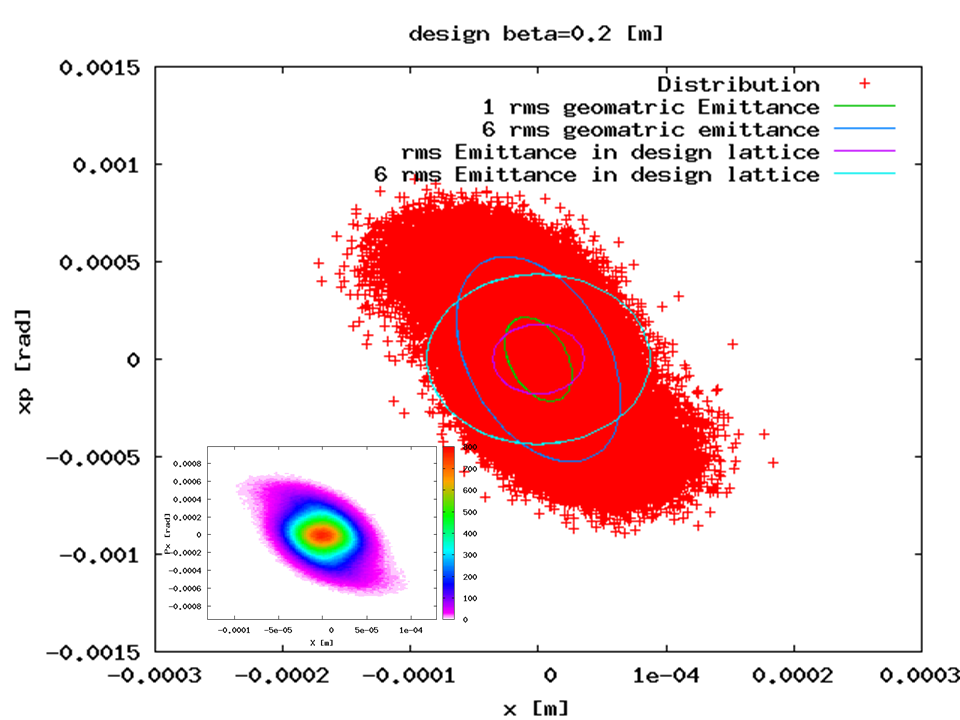 design beta=0.2 [m]
0.0015
Distribution
1 rms geomatric Emittance
6 rms geomatric emittance
0.001
rms Emittance in design lattice
6 rms Emittance in design lattice
0.0005
xp [rad]
0
-0.0005
-0.001
-0.0015
0.0008
0.0006
0.0004
0.0002
0
-0.0002
-0.0004
-0.0006
-0.0008
Px [rad]
-0.0001 -5e-05 0 5e-05 1e-04
X [m]
800
700
600
500
400
300
200
100
0
-0.0003 -0.0002 -0.0001 0 1e-04 0.0002 0.0003
x [m]